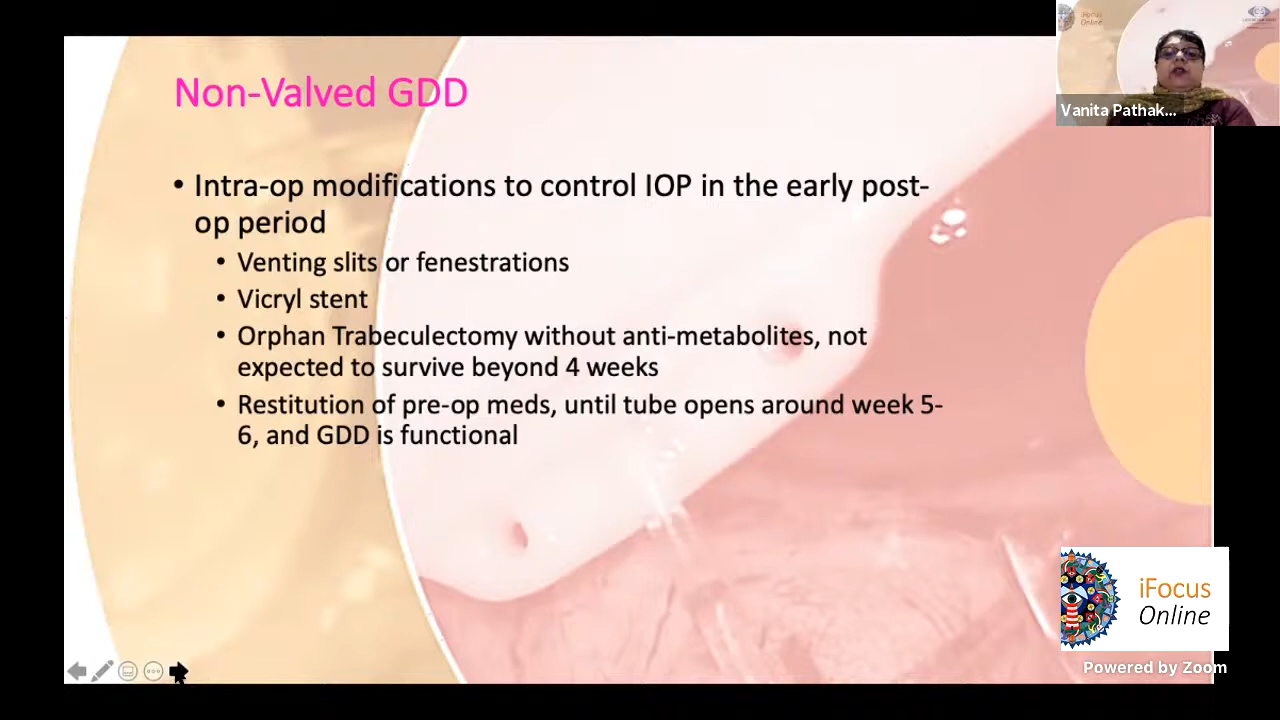 iFocus
Online
Vanita Pathak...
Non-Valved GDD
• Intra-op modifications to control IOP in the early post-
op period
• Venting slits or fenestrations
• Vicryl stent
• Orphan Trabeculectomy without anti-metabolites, not
expected to survive beyond 4 weeks
• Restitution of pre-op meds, until tube opens around week 5-
6, and GDD is functional
iFocus
Online
Powered by Zoom